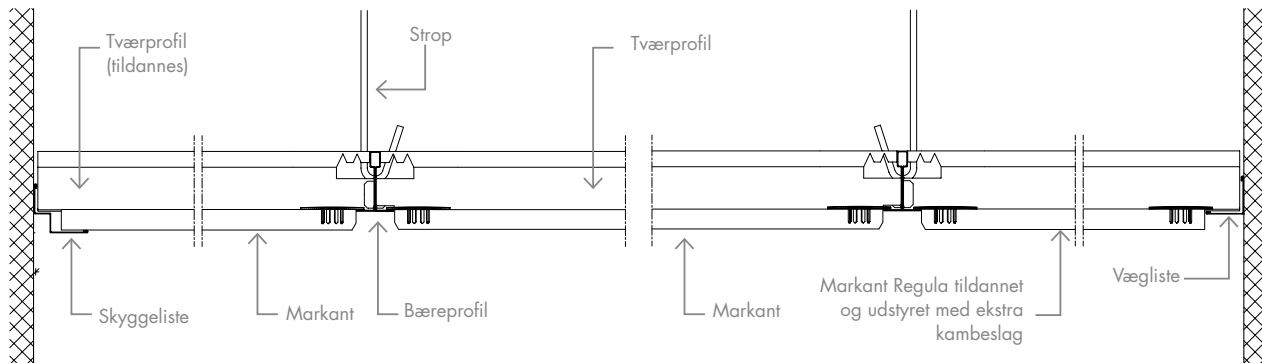 Tværprofil
(tildannes)
Strop
Tværprofil
Skyggeliste
Markant
Bæreprofil
Markant
Markant Regula tildannet
og udstyret med ekstra
kambeslag
Vægliste